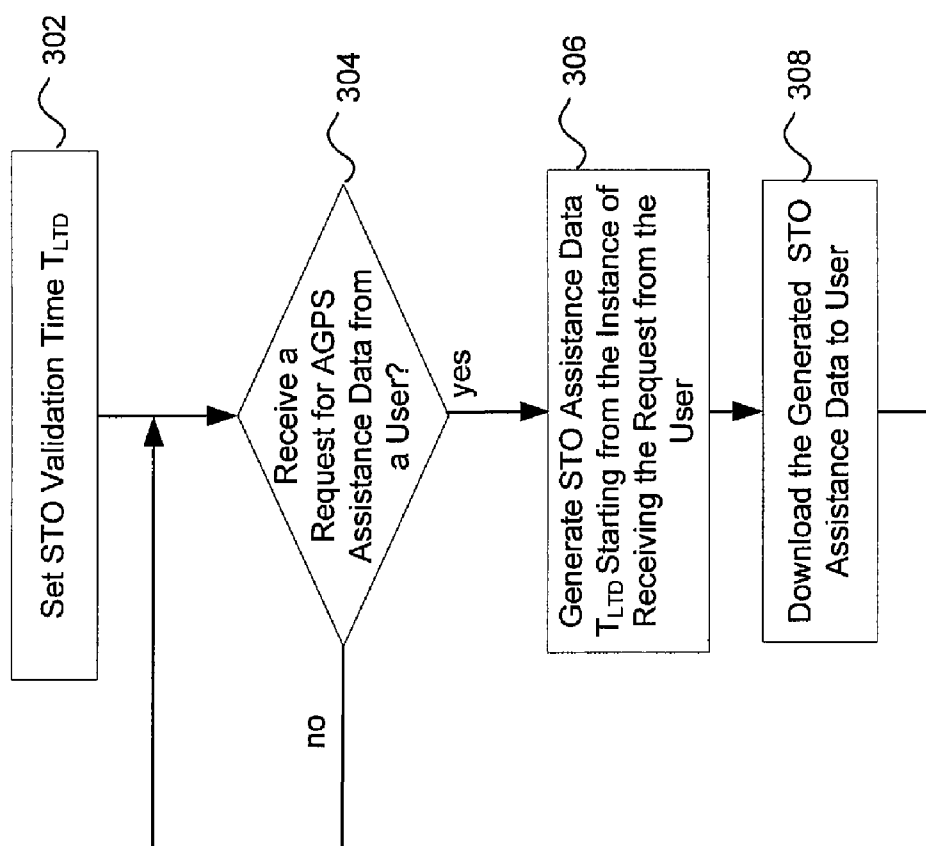 302
Set STO Validation Time T_LTD
304
Receive a
Request for AGPS
Assistance Data from
a User?
no
yes
306
Generate STO Assistance Data
T_LTD Starting from the Instance of
Receiving the Request from the
User
308
Download the Generated STO
Assistance Data to User